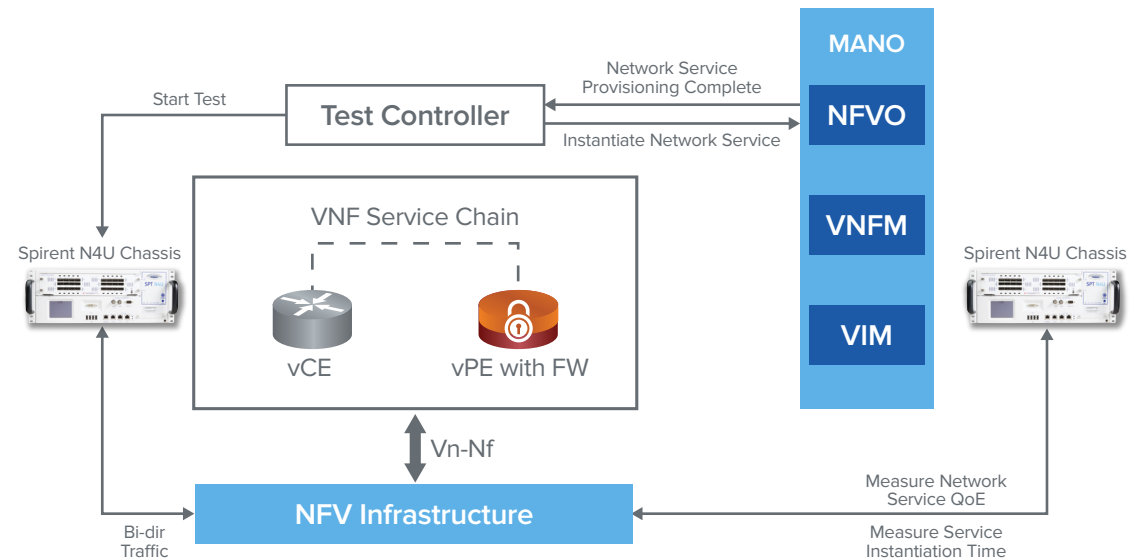 MANO
Network Service
Provisioning Complete
Start Test
Test Controller
NFVO
Instantiate Network Service
VNF Service Chain
VNFM
Spirent N4U Chassis
Spirent N4U Chassis
SPT
SPT
VIM
vCE
vPE with FW
Vn-Nf
Measure Network
Service QoE
NFV Infrastructure
Bi-dir
Traffic
Measure Service
Instantiation Time